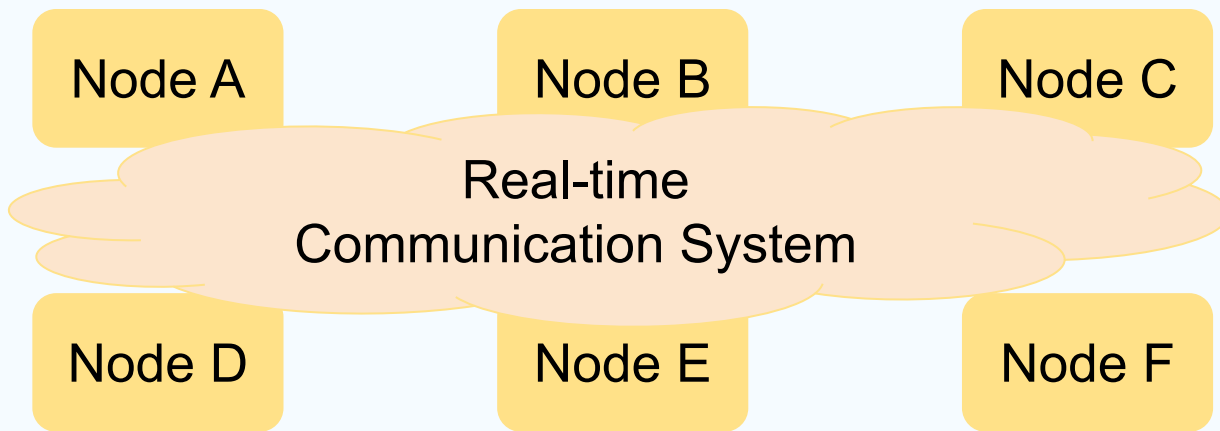 Node A
Node B
Node C
Real-time
Communication System
Node D
Node E
Node F